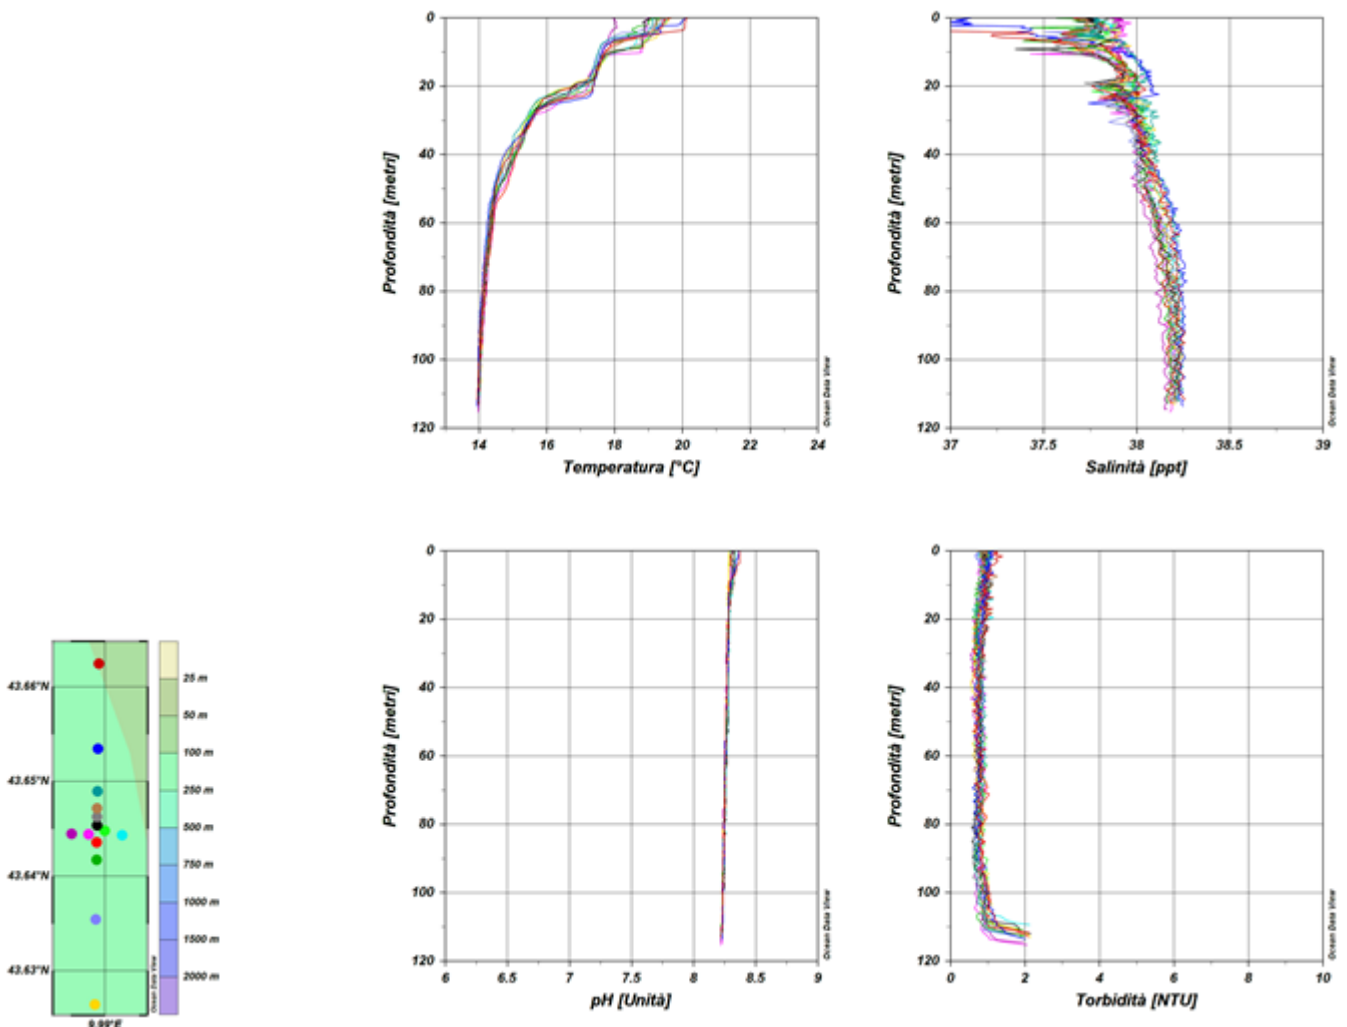 0
20
40
60
80
100
120
Profondità [metri]
14
16
18
20
22
24
Temperatura [°C]
Ocean Data View
0
20
40
60
80
100
120
Profondità [metri]
37
37.5
38
38.5
39
Salinità [ppt]
Ocean Data View
43.66°N
43.65°N
43.64°N
43.63°N
9.99°E
25 m
50 m
100 m
250 m
500 m
750 m
1000 m
1500 m
2000 m
Ocean Data View
0
20
40
60
80
100
120
Profondità [metri]
6
6.5
7
7.5
8
8.5
9
pH [Unità]
Ocean Data View
0
20
40
60
80
100
120
Profondità [metri]
0
2
4
6
8
10
Torbidità [NTU]
Ocean Data View